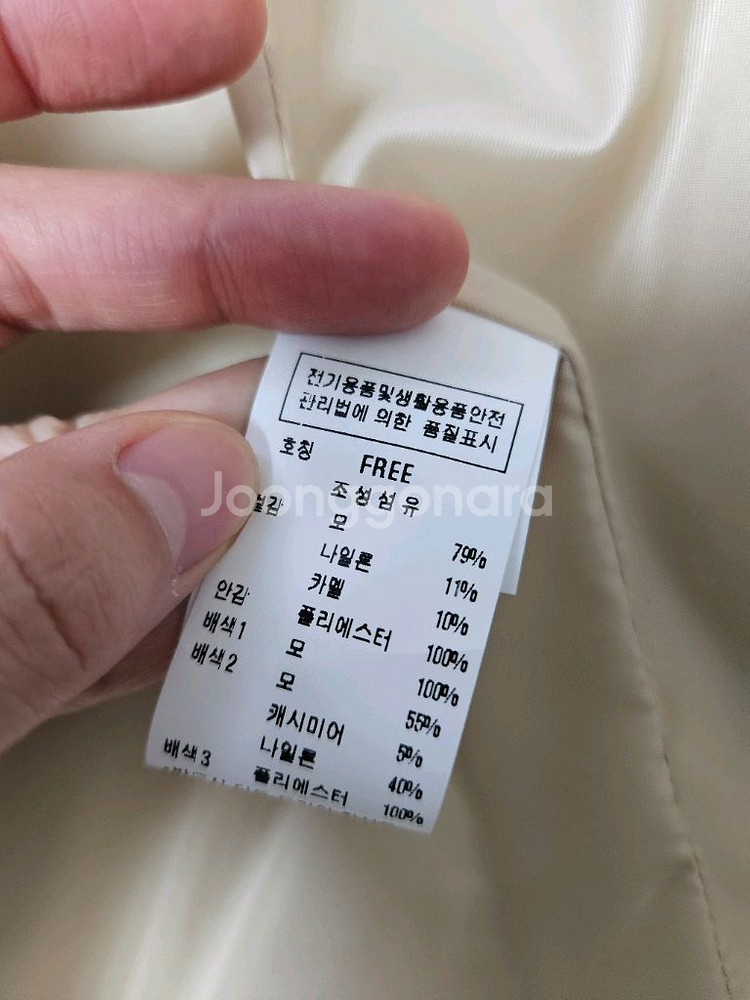 전기용품및생활용품안전
관리법에 의한 품질표시
호칭 FREE
조성섬유
모 79%
나일론 11%
카멜 10%
안감 폴리에스터 100%
배색1 모 100%
배색2 모 55%
캐시미어 5%
나일론 40%
배색3 폴리에스터 100%
Joonggonara